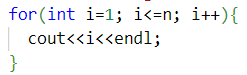 for(int i=1; i<=n; i++){
  cout<<i<<endl;
}